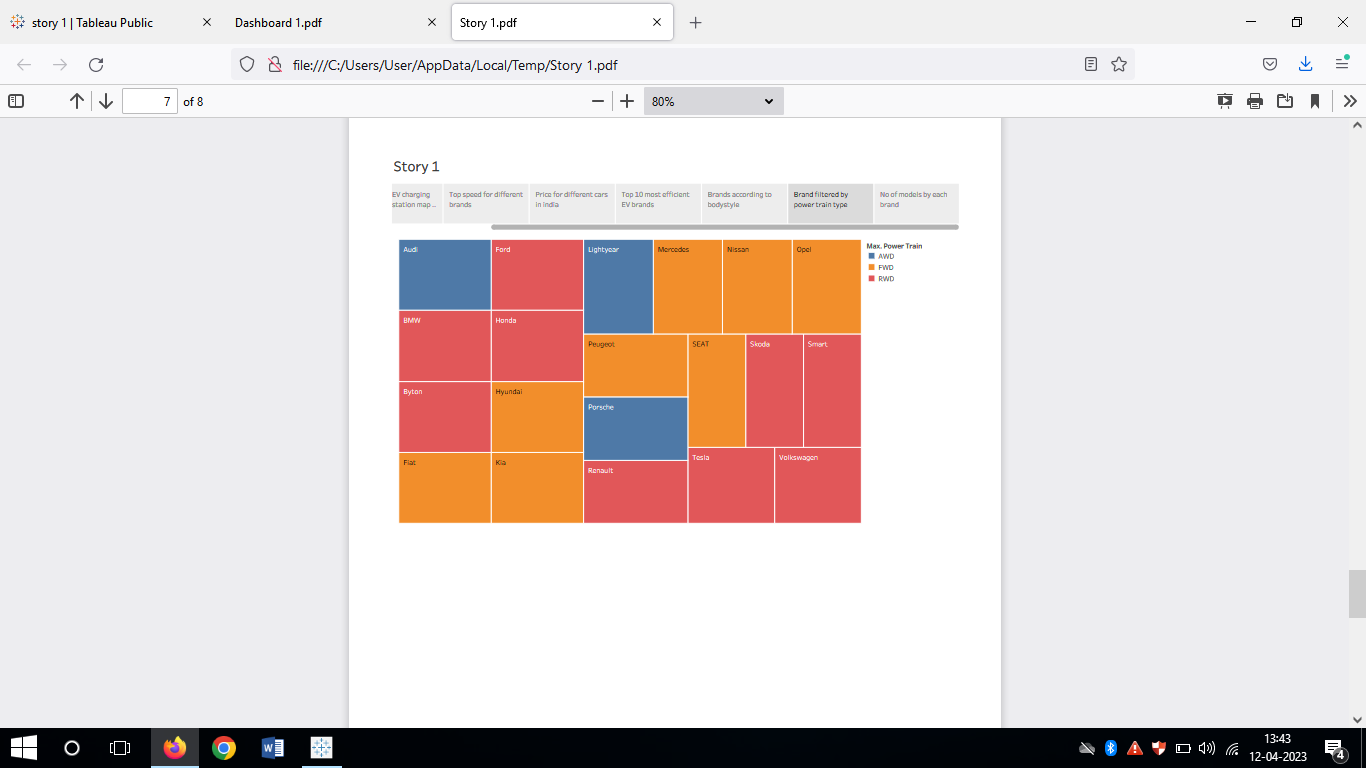 story 1 | Tableau Public
Dashboard 1.pdf
Story 1.pdf
file:///C:/Users/User/AppData/Local/Temp/Story 1.pdf
7 of 8
80%
Story 1
EV charging
station map ...
Top speed for different
brands
Price for different cars
in india
Top 10 most efficient
EV brands
Brands according to
bodystyle
Brand filtered by
power train type
No of models by each
brand
Audi
Ford
Lightyear
Mercedes
Nissan
Opel
Max. Power Train
AWD
FWD
RWD
BMW
Honda
Peugeot
SEAT
Skoda
Smart
Byton
Hyundai
Porsche
Fiat
Kia
Renault
Tesla
Volkswagen
13:43
12-04-2023
4